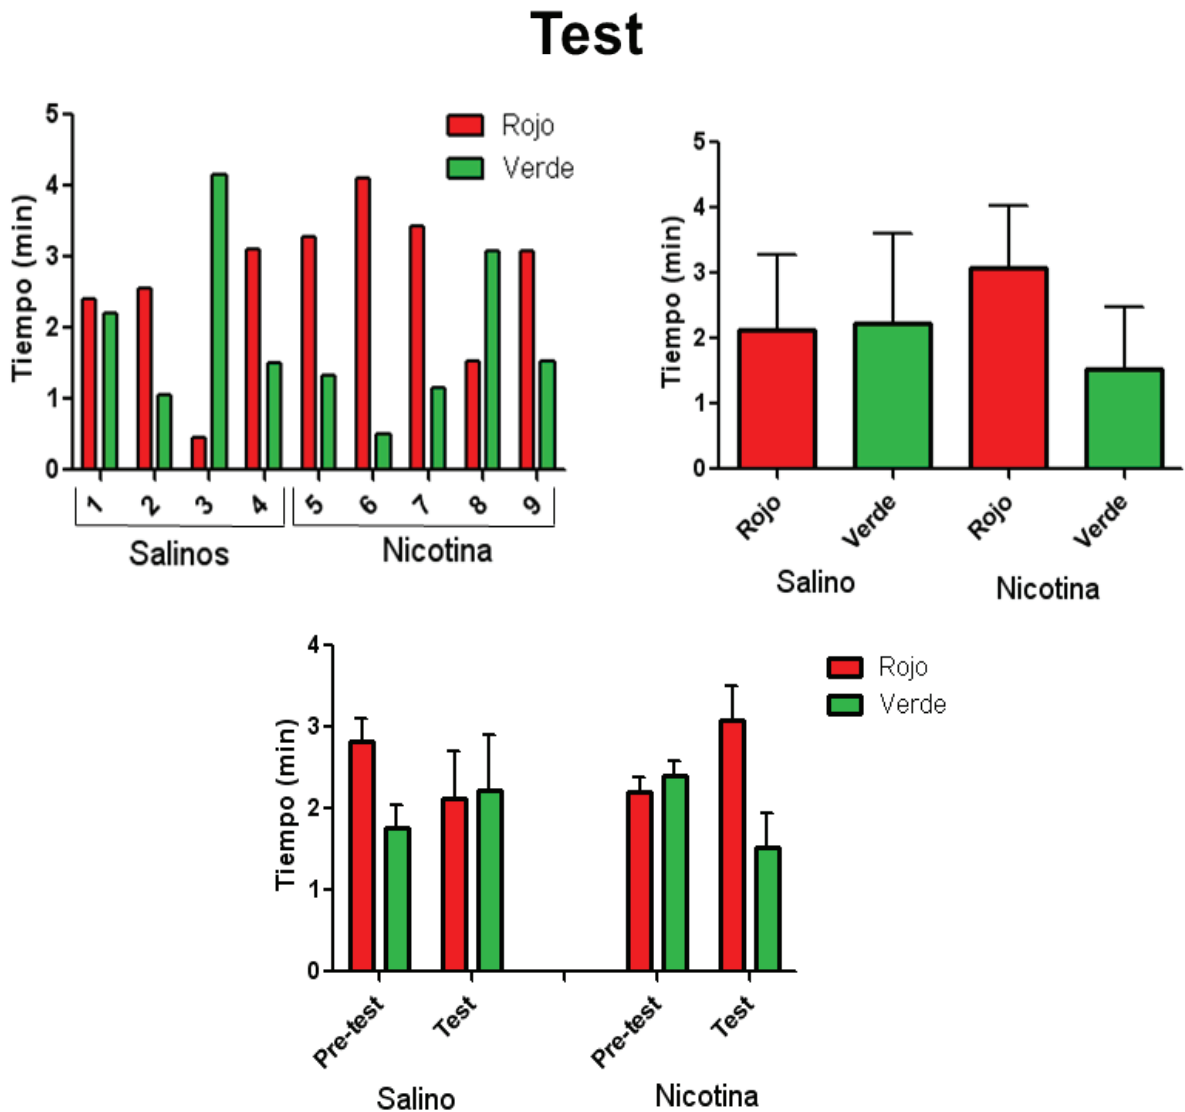 Test
5
4
3
2
1
0
Tiempo (min)
Rojo
Verde
1 2 3 4 5 6 7 8 9
Salinos Nicotina
5
4
3
2
1
0
Tiempo (min)
Rojo Verde Rojo Verde
Salino Nicotina
4
3
2
1
0
Tiempo (min)
Rojo
Verde
Pre-test Test Pre-test Test
Salino Nicotina